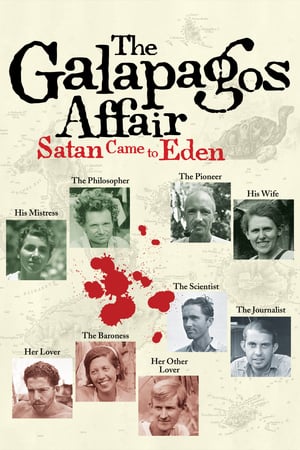 The
Galapagos
Affair
Satan Came to Eden
The Philosopher
The Pioneer
His Mistress
His Wife
The Scientist
The Journalist
The Baroness
Her Lover
Her Other
Lover